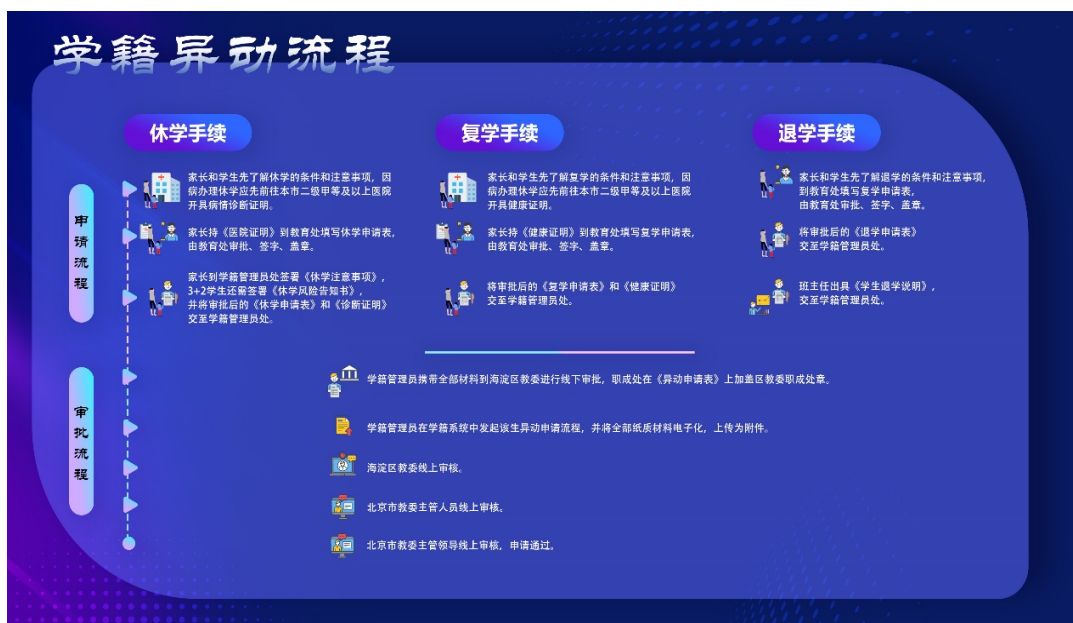 学籍异动流程
休学手续
复学手续
退学手续
申请流程
家长和学生先了解休学的条件和注意事项，因
病办理休学应先前往本市二级甲等及以上医院
开具病情诊断证明。
家长持《医院证明》到教育处填写休学申请表，
由教育处审批、签字、盖章。
家长到学籍管理员处签署《休学注意事项》，
3+2学生还需签署《休学风险告知书》，
并将审批后的《休学申请表》和《诊断证明》
交至学籍管理员处。
家长和学生先了解复学的条件和注意事项，因
病办理休学应先前往本市二级甲等及以上医院
开具健康证明。
家长持《健康证明》到教育处填写复学申请表，
由教育处审批、签字、盖章。
将审批后的《复学申请表》和《健康证明》
交至学籍管理员处。
家长和学生先了解退学的条件和注意事项，
到教育处填写复学申请表，
由教育处审批、签字、盖章。
将审批后的《退学申请表》
交至学籍管理员处。
班主任出具《学生退学说明》，
交至学籍管理员处。
审批流程
学籍管理员携带全部材料到海淀区教委进行线下审批，职成处在《异动申请表》上加盖区教委职成处章。
学籍管理员在学籍系统中发起该生异动申请流程，并将全部纸质材料电子化，上传为附件。
海淀区教委线上审核。
北京市教委主管人员线上审核。
北京市教委主管领导线上审核，申请通过。